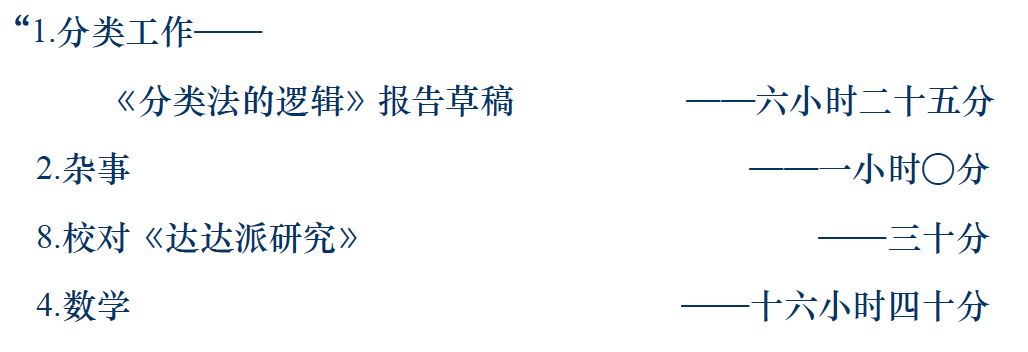 “1.分类工作——
《分类法的逻辑》报告草稿 ——六小时二十五分
2.杂事 ——一小时〇分
8.校对《达达派研究》 ——三十分
4.数学 ——十六小时四十分